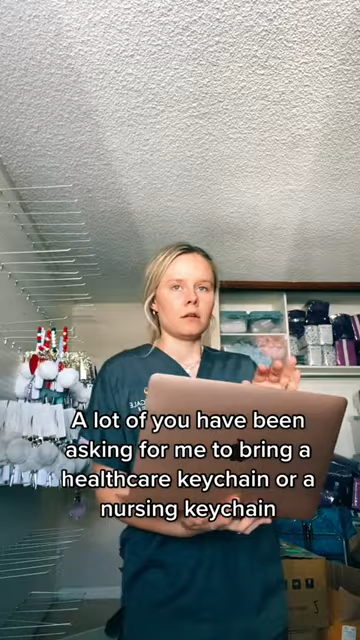 A lot of you have been
asking for me to bring a
healthcare keychain or a
nursing keychain